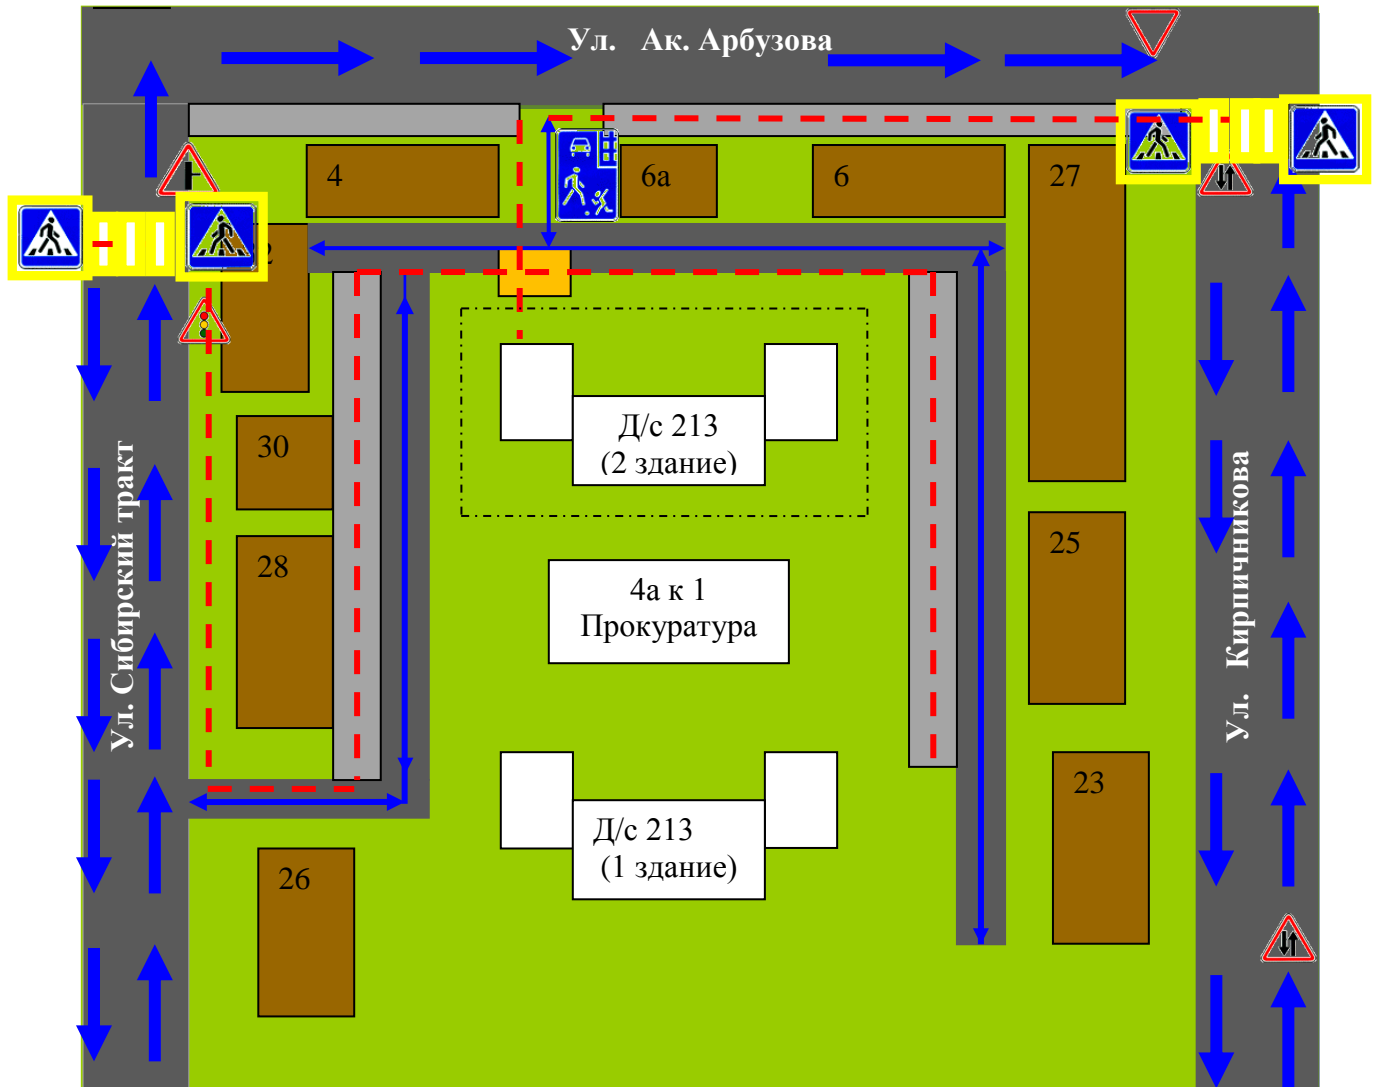 Ул. Ак. Арбузова
4
6а
6
27
2
30
Д/с 213
(2 здание)
25
28
4а к 1
Прокуратура
Ул. Сибирский тракт
Ул. Кирпичникова
23
Д/с 213
(1 здание)
26